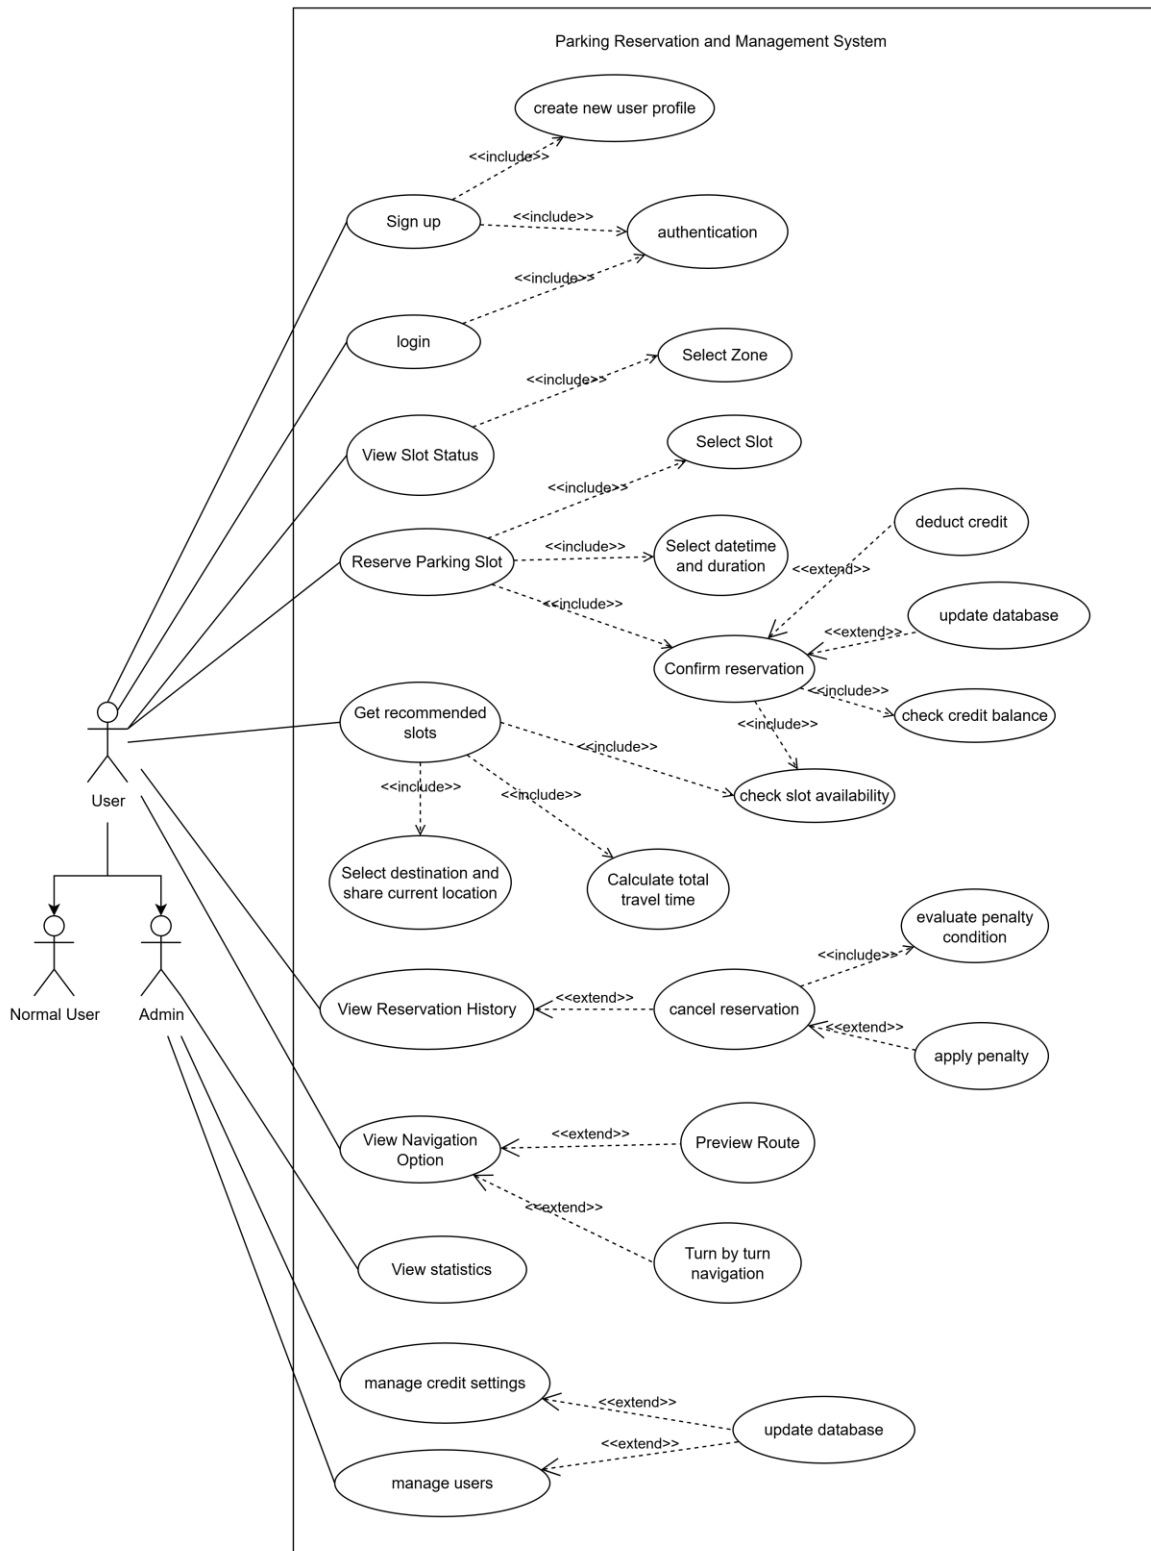 Parking Reservation and Management System
create new user profile
<<include>>
Sign up
<<include>>
authentication
<<include>>
login
Select Zone
<<include>>
View Slot Status
Select Slot
<<include>>
deduct credit
Reserve Parking Slot
<<include>>
Select datetime
and duration
<<extend>>
<<include>>
update database
<<extend>>
Confirm reservation
<<include>>
check credit balance
Get recommended
slots
<<include>>
<<include>>
<<include>>
<<include>>
check slot availability
User
Select destination and
share current location
Calculate total
travel time
evaluate penalty
condition
<<include>>
Normal User
Admin
View Reservation History
<<extend>>
cancel reservation
<<extend>>
apply penalty
View Navigation
Option
<<extend>>
Preview Route
<<extend>>
Turn by turn
navigation
View statistics
manage credit settings
<<extend>>
update database
<<extend>>
manage users